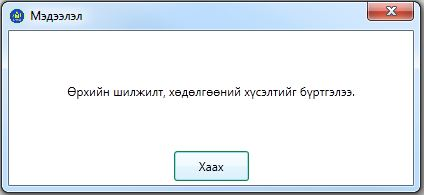 Мэдээлэл
Өрхийн шилжилт, хөдөлгөөний хүсэлтийг бүртгэлээ.
Хаах